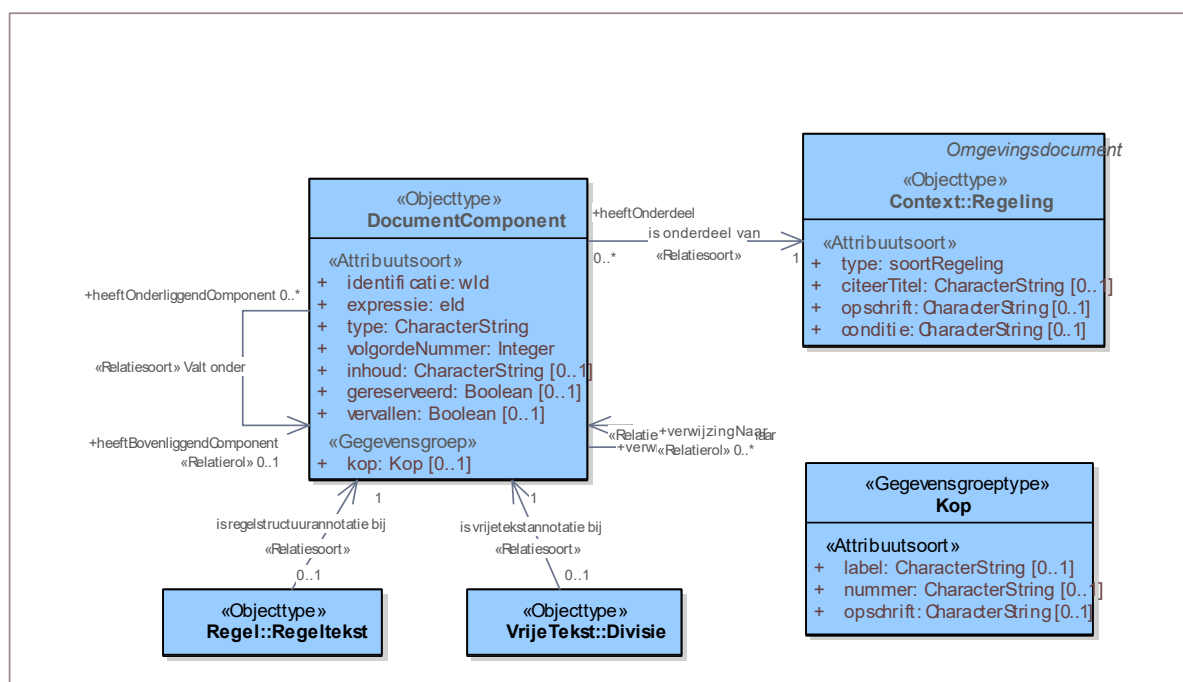 Omgevingsdocument
«Objecttype»
Context::Regeling
«Attribuutsoort»
+ type: soortRegeling
+ citeerTitel: CharacterString [0..1]
+ opschrift: CharacterString [0..1]
+ conditie: CharacterString [0..1]
«Objecttype»
DocumentComponent
«Attribuutsoort»
+ identificatie: wId
+ expressie: eId
+ type: CharacterString
+ volgordeNummer: Integer
+ inhoud: CharacterString [0..1]
+ gereserveerd: Boolean [0..1]
+ vervallen: Boolean [0..1]
«Gegevensgroep»
+ kop: Kop [0..1]
+heeftOnderdeel
is onderdeel van
0..*
«Relatiesoort»
1
+heeftOnderliggendComponent 0..*
«Relatiesoort» Valt onder
+heeftBovenliggendComponent
«Relatierol» 0..1
+verwijzingNaar
«Relatierol» 0..*
«Gegevensgroeptype»
Kop
«Attribuutsoort»
+ label: CharacterString [0..1]
+ nummer: CharacterString [0..1]
+ opschrift: CharacterString [0..1]
1
isregelstructuurannotatie bij
«Relatiesoort»
0..1
1
is vrijetekstannotatie bij
«Relatiesoort»
0..1
«Objecttype»
Regel::Regeltekst
«Objecttype»
VrijeTekst::Divisie